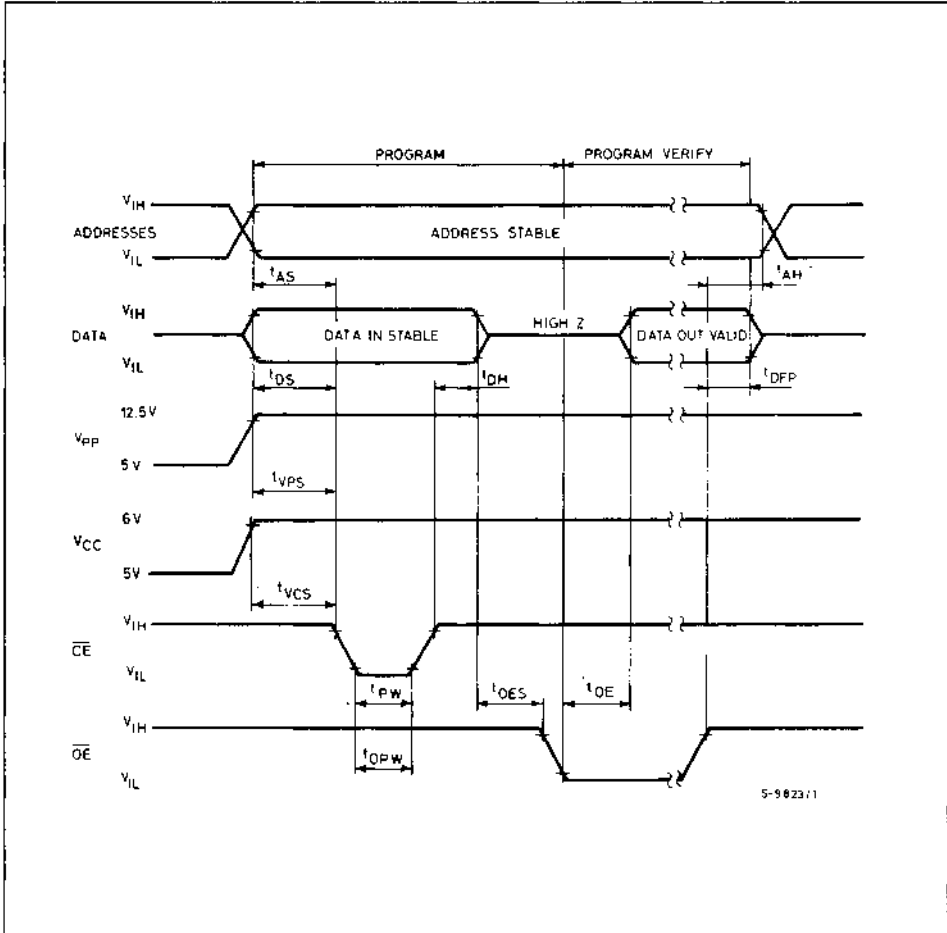 PROGRAM
PROGRAM VERIFY
VIH
ADDRESSES
ADDRESS STABLE
VIL
tAS
tAH
VIH
DATA
DATA IN STABLE
HIGH Z
DATA OUT VALID
VIL
tDS
tDH
tDFP
12.5V
VPP
5V
tVPS
6V
VCC
5V
tVCS
VIH
CE
VIL
tPW
tOES
tOE
VIH
OE
tOPW
VIL
S-9823/1